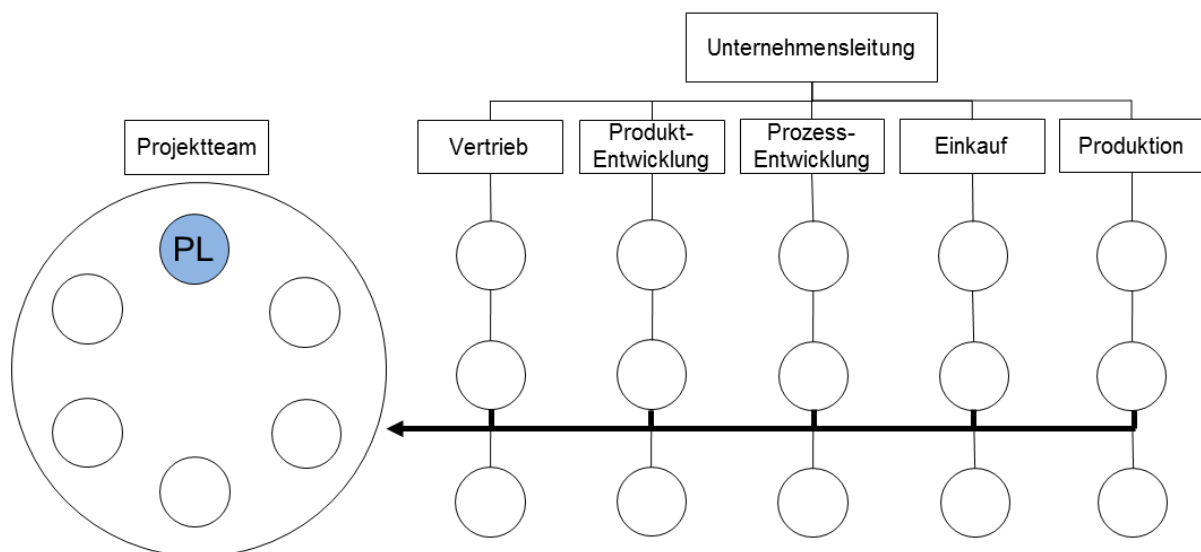 Unternehmensleitung
Projektteam
Vertrieb
Produkt-
Entwicklung
Prozess-
Entwicklung
Einkauf
Produktion
PL